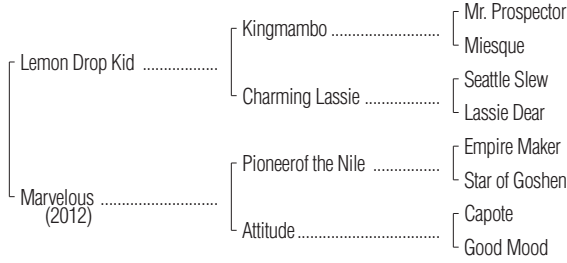 Mr. Prospector
Kingmambo ....................
Miesque
Lemon Drop Kid ..................
Seattle Slew
Charming Lassie ..................
Lassie Dear
Empire Maker
Pioneerof the Nile ................
Star of Goshen
Marvelous ............................
(2012)
Capote
Attitude..................................
Good Mood